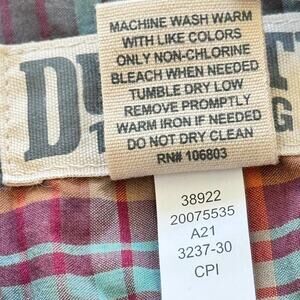 MACHINE WASH WARM
WITH LIKE COLORS
ONLY NON-CHLORINE
BLEACH WHEN NEEDED
TUMBLE DRY LOW
REMOVE PROMPTLY
WARM IRON IF NEEDED
DO NOT DRY CLEAN
RN# 106803
38922
20075535
A21
3237-30
CPI